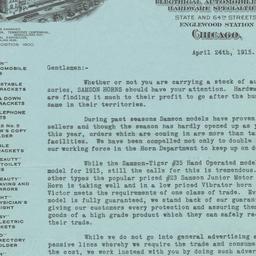 ELECTRICAL AUTOMOBILE
HARDWARE SPECIALTIE
STATE AND 64TH STREETS
ENGLEWOOD STATION
CHICAGO,
April 24th, 1915.
Gentlemen:-
Whether or not you are carrying a stock of au
sories, SAMSON HORNS should have your attention. Hardwa
are finding it much to their profit to go after the bus
same in their territories.
During past seasons Samson models have proven
sellers and though the season has hardly opened as y
this year, orders which are coming in are more than ta
facilities. We have been compelled not only to double
our working force in the Horn Department to keep up on d
While the Samson-Tiger #35 Hand Operated model
model for 1915, still the calls for this is tremendous.
other types the popular priced #23 Samson Junior Motor
Horn is taking well and in a low priced Vibrator horn
Victor meets the requirements of one class of trade. Ev
model is fully guaranteed, we stand back of our guarant
giving our customers every protection and assuring them
goods of a high grade product which they can safely rec
their trade.
While we do not go into general advertising c
passive lines whereby we require the trade and consume
the cost, we work instead with you by doing such adver